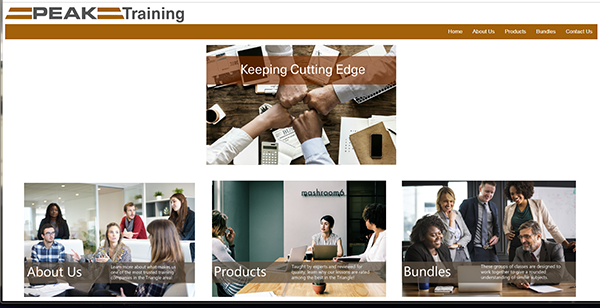 PEAK Training
Home About Us Products Bundles Contact Us
Keeping Cutting Edge
mushroom6
About Us
Learn more about what makes us
one of the most trusted training
companies in the Triangle!
Products
Taught by experts and reviewed for
quality, learn why our lessons are rated
among the best in the Triangle!
Bundles
These groups of classes are designed to
work together to give a rounded
understanding of similar subjects.